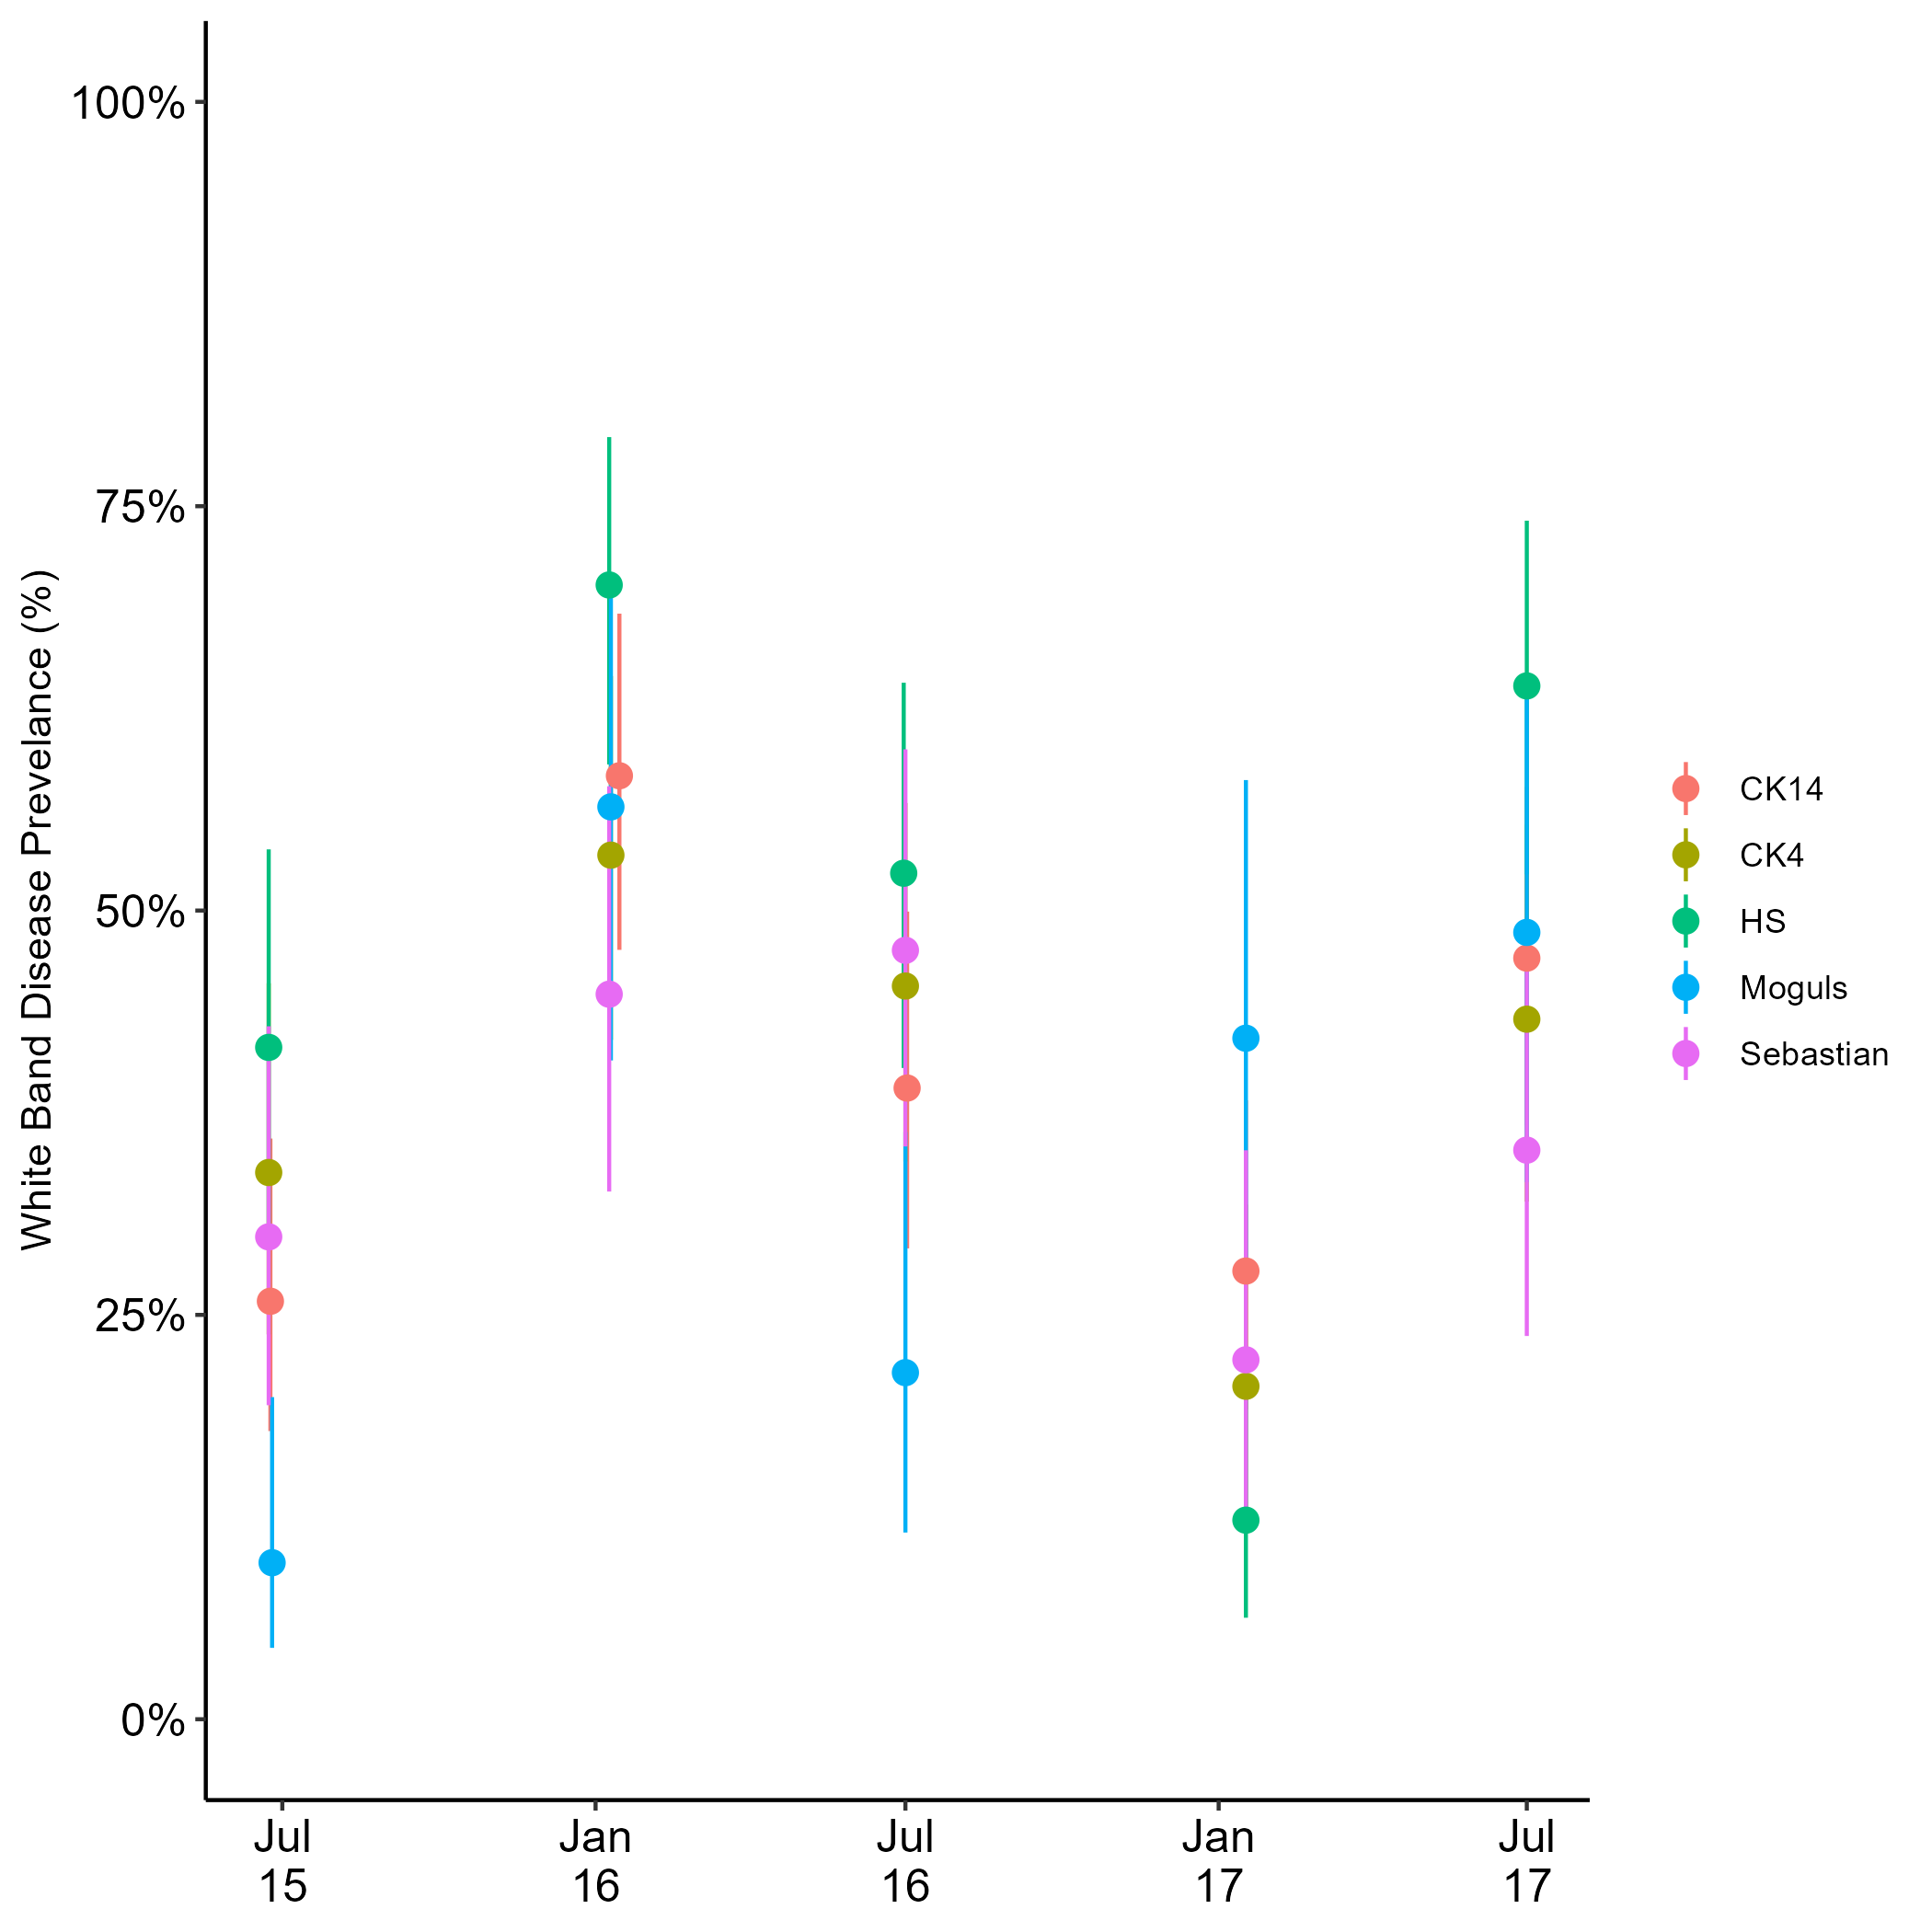 White Band Disease Prevelance (%)
100%
75%
50%
25%
0%
Jul
15
Jan
16
Jul
16
Jan
17
Jul
17
CK14
CK4
HS
Moguls
Sebastian